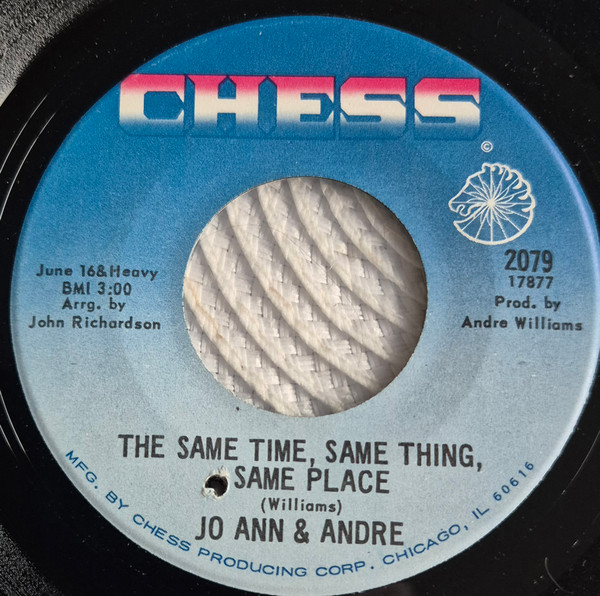 CHESS
©
2079
17877
Prod. by
Andre Williams
June 16&Heavy
BMI 3:00
Arrg. by
John Richardson
THE SAME TIME, SAME THING,
SAME PLACE
(Williams)
JO ANN & ANDRE
MFG. BY CHESS PRODUCING CORP. CHICAGO, IL 60616